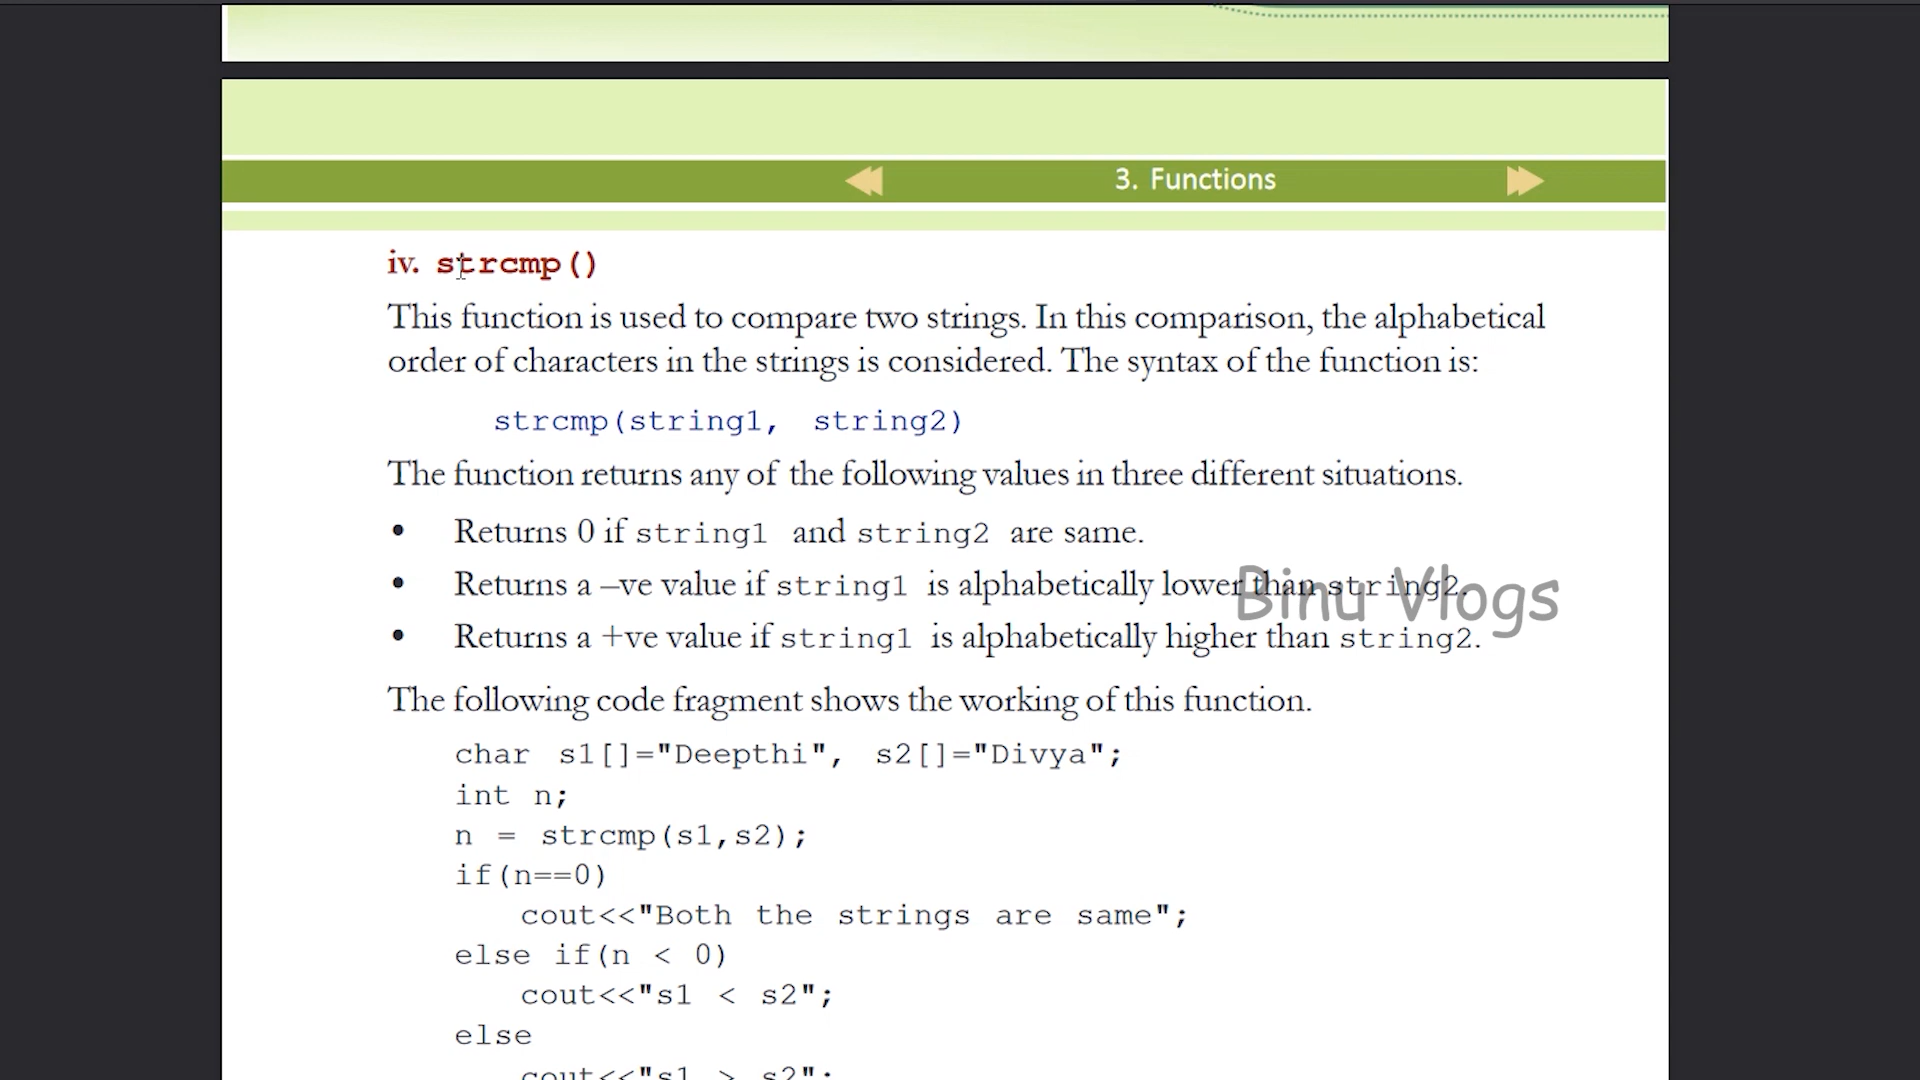 3. Functions
iv. strcmp()
This function is used to compare two strings. In this comparison, the alphabetical
order of characters in the strings is considered. The syntax of the function is:
strcmp(string1, string2)
The function returns any of the following values in three different situations.
• Returns 0 if string1 and string2 are same.
• Returns a –ve value if string1 is alphabetically lower than string2.
Binu Vlogs
• Returns a +ve value if string1 is alphabetically higher than string2.
The following code fragment shows the working of this function.
char s1[]="Deepthi", s2[]="Divya";
int n;
n = strcmp(s1,s2);
if(n==0)
cout<<"Both the strings are same";
else if(n < 0)
cout<<"s1 < s2";
else
cout<<"s1 > s2";